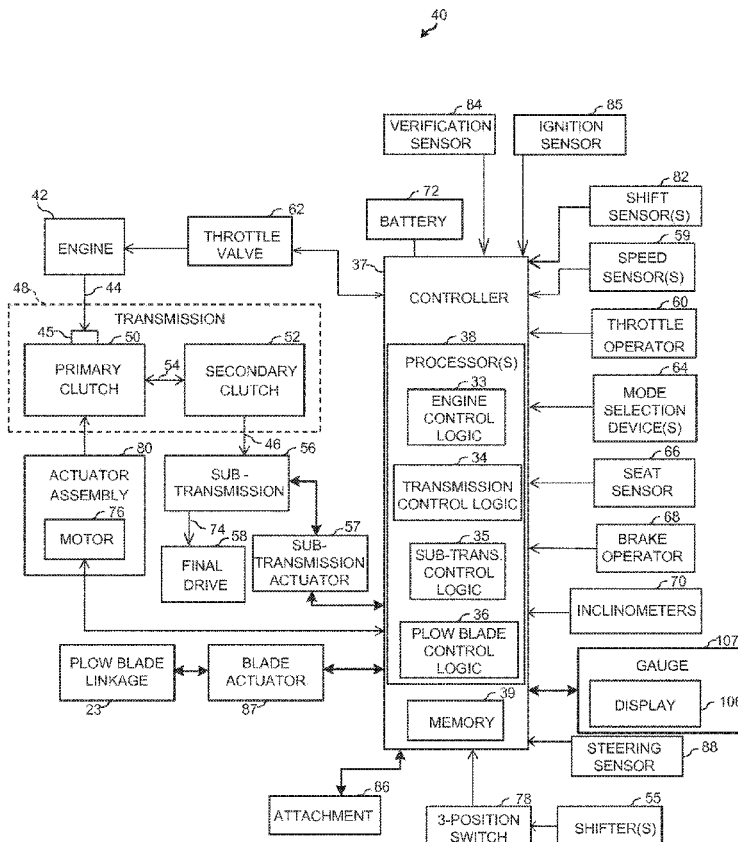 40
84
VERIFICATION
SENSOR
85
IGNITION
SENSOR
42
ENGINE
62
THROTTLE
VALVE
72
BATTERY
82
SHIFT
SENSOR(S)
59
SPEED
SENSOR(S)
37
CONTROLLER
48
44
TRANSMISSION
45
50
PRIMARY
CLUTCH
54
52
SECONDARY
CLUTCH
60
THROTTLE
OPERATOR
38
PROCESSOR(S)
33
ENGINE
CONTROL
LOGIC
64
MODE
SELECTION
DEVICE(S)
46
80
ACTUATOR
ASSEMBLY
76
MOTOR
56
SUB -
TRANSMISSION
34
TRANSMISSION
CONTROL LOGIC
66
SEAT
SENSOR
74
58
FINAL DRIVE
57
SUB-
TRANSMISSION
ACTUATOR
35
SUB-TRANS.
CONTROL
LOGIC
68
BRAKE
OPERATOR
70
INCLINOMETERS
36
PLOW BLADE
CONTROL
LOGIC
107
GAUGE
DISPLAY
106
PLOW BLADE
LINKAGE
23
BLADE
ACTUATOR
87
39
MEMORY
STEERING
SENSOR
88
86
ATTACHMENT
78
3-POSITION
SWITCH
55
SHIFTER(S)